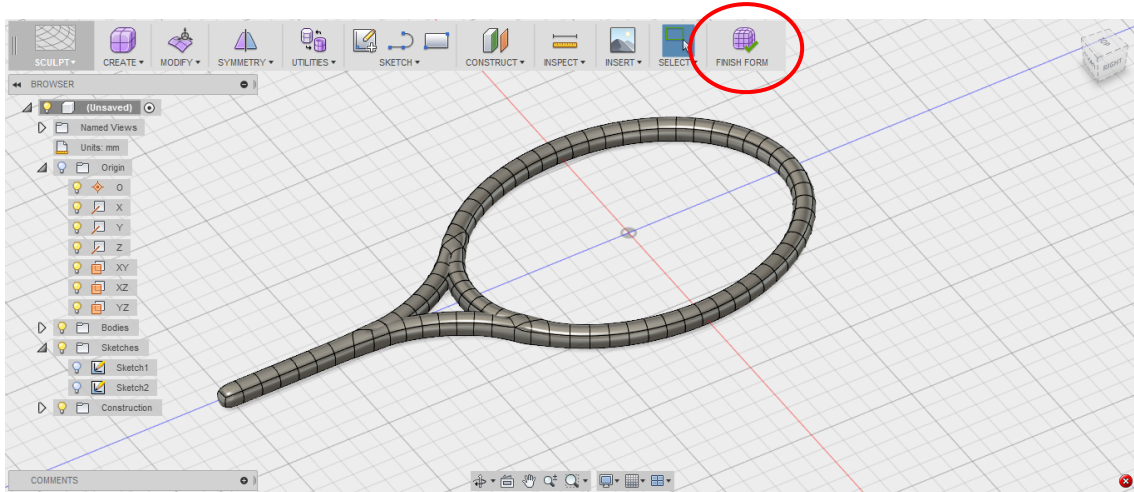 SCULPT▾ CREATE ▾ MODIFY ▾ SYMMETRY ▾ UTILITIES ▾ SKETCH ▾ CONSTRUCT ▾ INSPECT ▾ INSERT ▾ SELECT ▾ FINISH FORM
RIGHT
BROWSER
(Unsaved)
Named Views
Units: mm
Origin
O
X
Y
Z
XY
XZ
YZ
Bodies
Sketches
Sketch1
Sketch2
Construction
COMMENTS